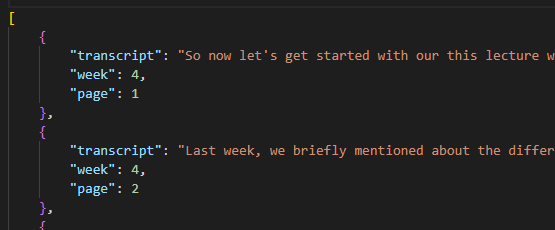 [
{
"transcript": "So now let's get started with our this lecture
"week": 4,
"page": 1
},
{
"transcript": "Last week, we briefly mentioned about the
"week": 4,
"page": 2
},
{